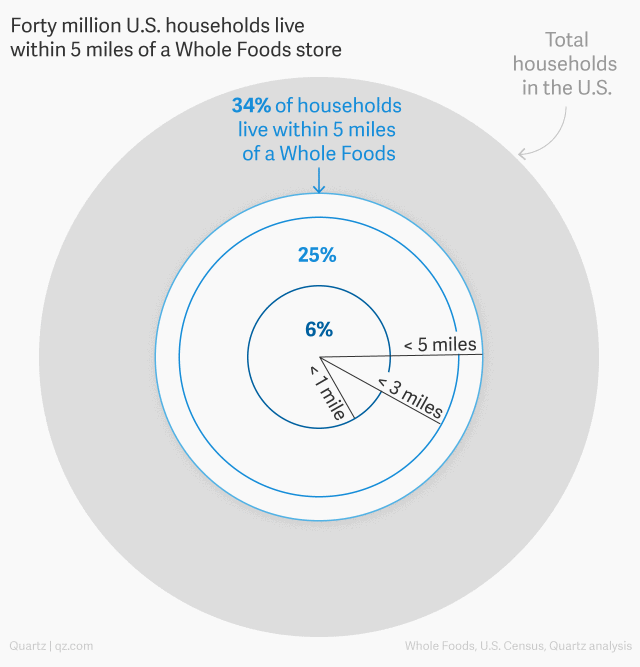 Forty million U.S. households live
within 5 miles of a Whole Foods store
Total
households
in the U.S.
34% of households
live within 5 miles
of a Whole Foods
25%
6%
< 5 miles
< 3 miles
< 1 mile
Quartz | qz.com
Whole Foods, U.S. Census, Quartz analysis